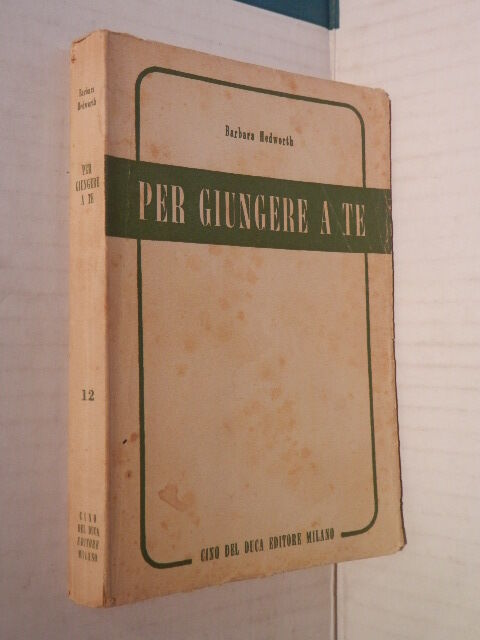 Barbara
Hedworth
PER
GIUNGERE
A TE
12
CINO
DEL DUCA
EDITORE
MILANO
Barbara Hedworth
PER GIUNGERE A TE
CINO DEL DUCA EDITORE MILANO